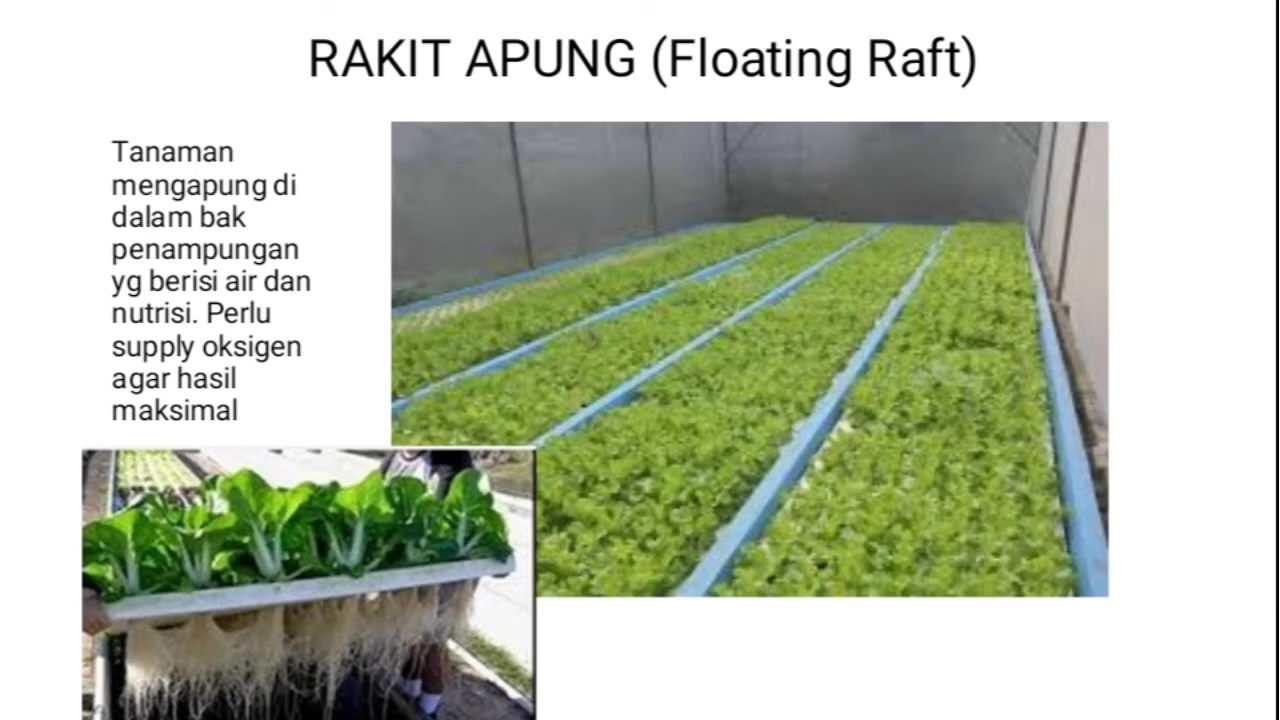 RAKIT APUNG (Floating Raft)
Tanaman
mengapung di
dalam bak
penampungan
yg berisi air dan
nutrisi. Perlu
supply oksigen
agar hasil
maksimal